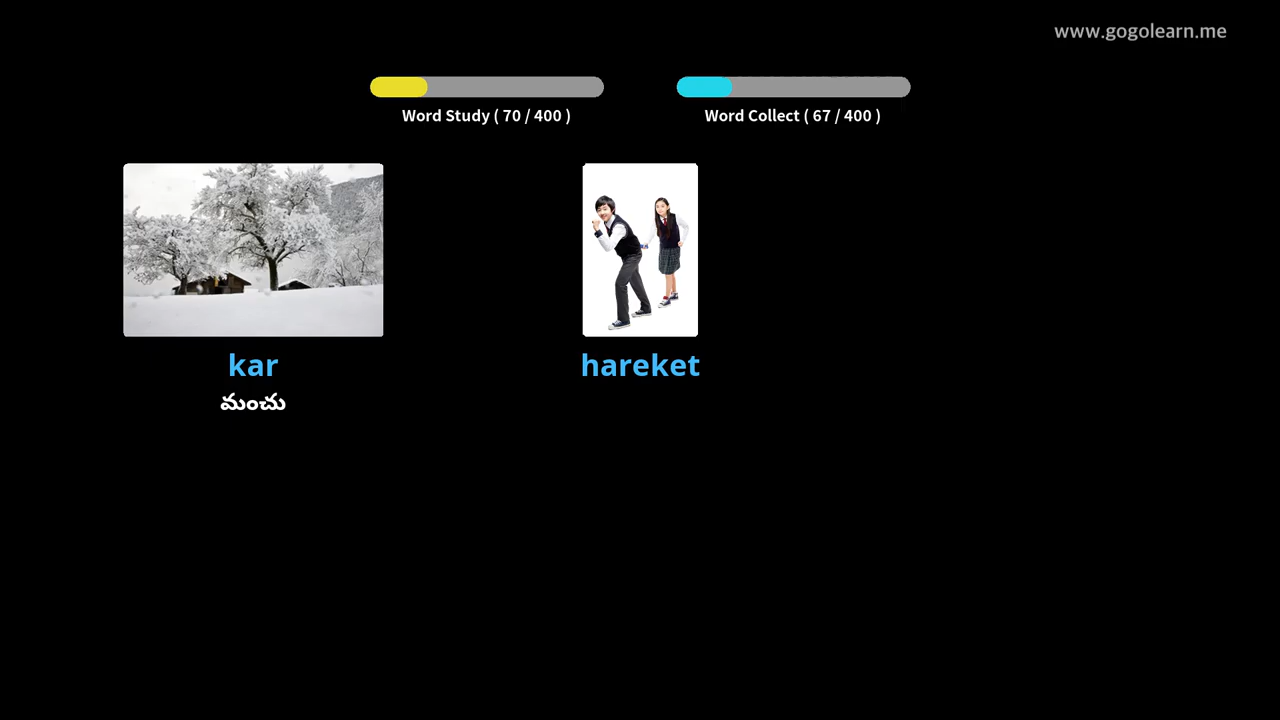 www.gogolearn.me
Word Study ( 70 / 400 )
Word Collect ( 67 / 400 )
kar
మంచు
hareket